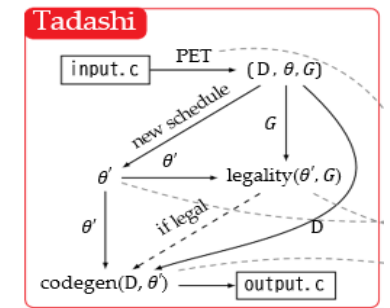 Tadashi
PET
input.c
(D, θ, G)
new schedule
G
θ'
θ'
legality(θ', G)
θ'
if legal
D
codegen(D, θ')
output.c